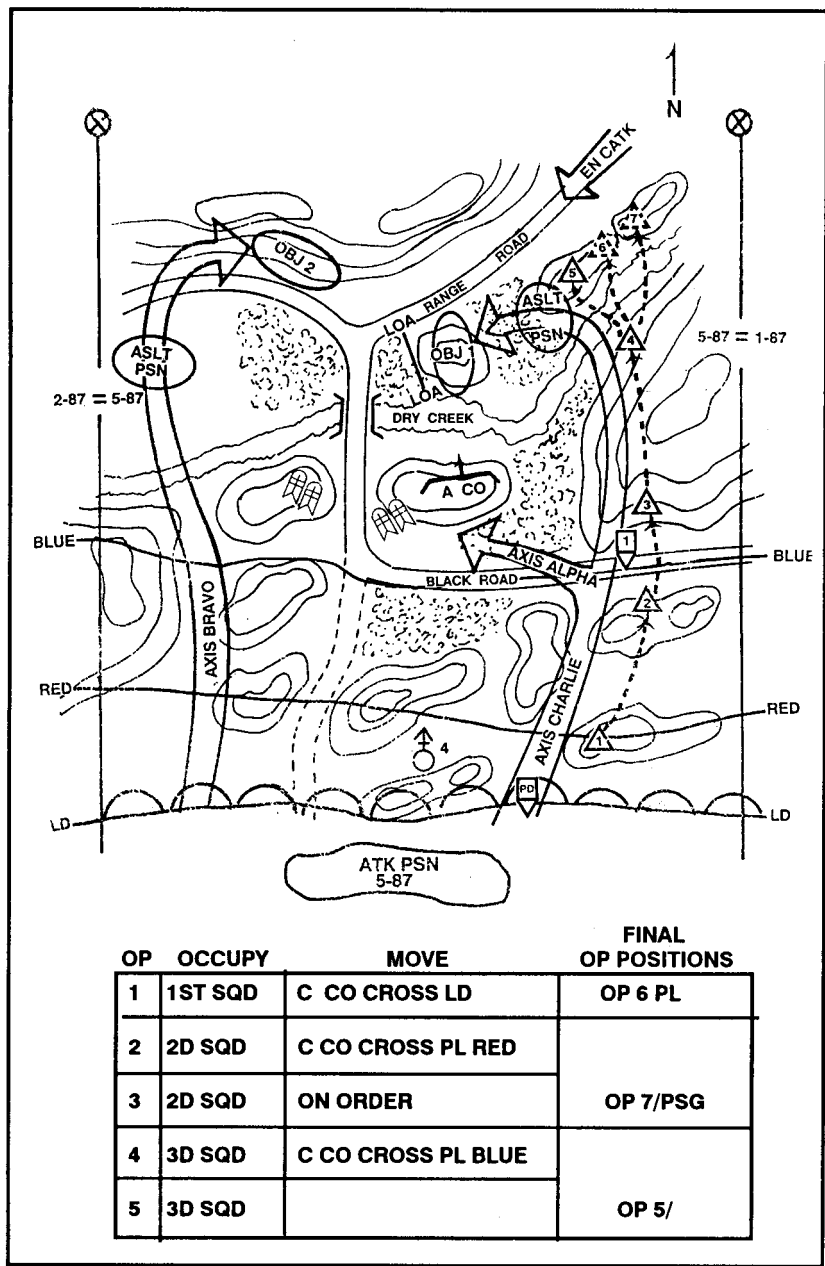 N
EN CATK
OBJ 2
7
6
5
ROAD
RANGE
LOA
ASLT
PSN
OBJ 1
LOA
4
5-87 = 1-87
ASLT
PSN
2-87 = 5-87
DRY CREEK
A CO
3
1
BLUE
AXIS ALPHA
BLUE
BLACK ROAD
2
AXIS BRAVO
AXIS CHARLIE
RED
RED
4
1
PD
LD
LD
ATK PSN
5-87
FINAL
OP OCCUPY MOVE OP POSITIONS
1 1ST SQD C CO CROSS LD OP 6 PL
2 2D SQD C CO CROSS PL RED
3 2D SQD ON ORDER OP 7/PSG
4 3D SQD C CO CROSS PL BLUE
5 3D SQD OP 5/